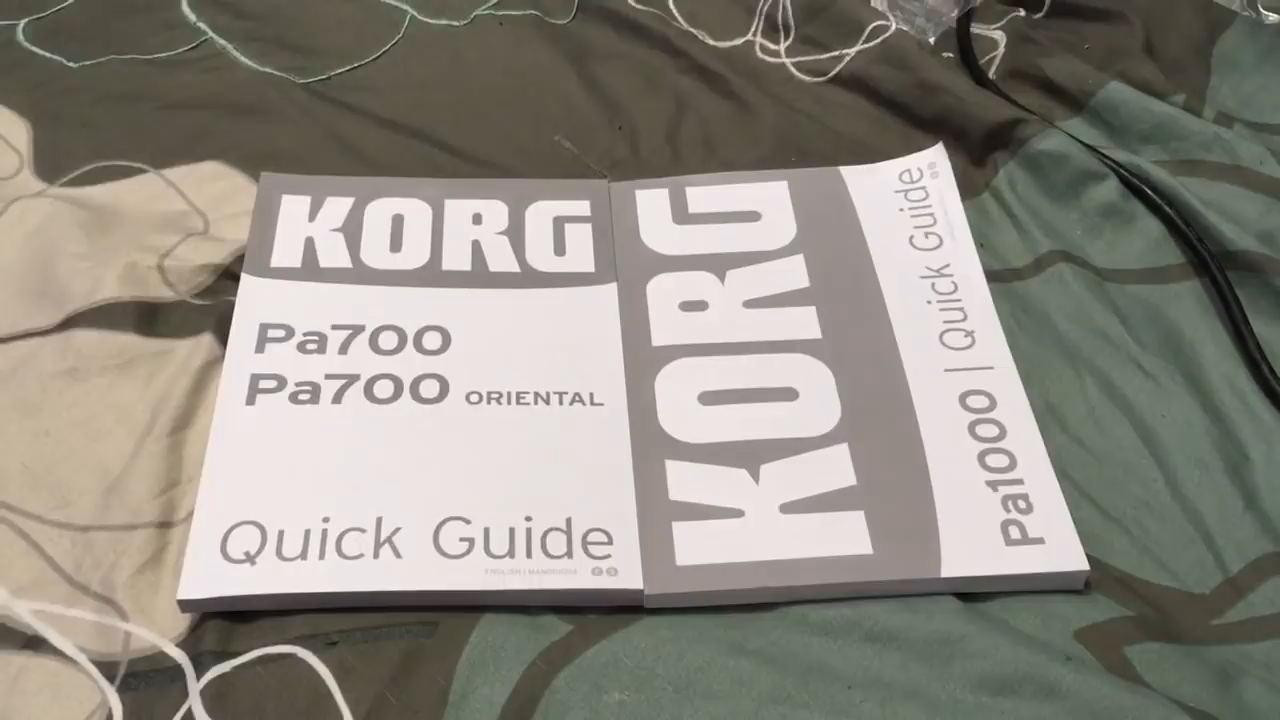 KORG
Pa700
Pa700 ORIENTAL
Quick Guide
KORG
Pa1000 | Quick Guide